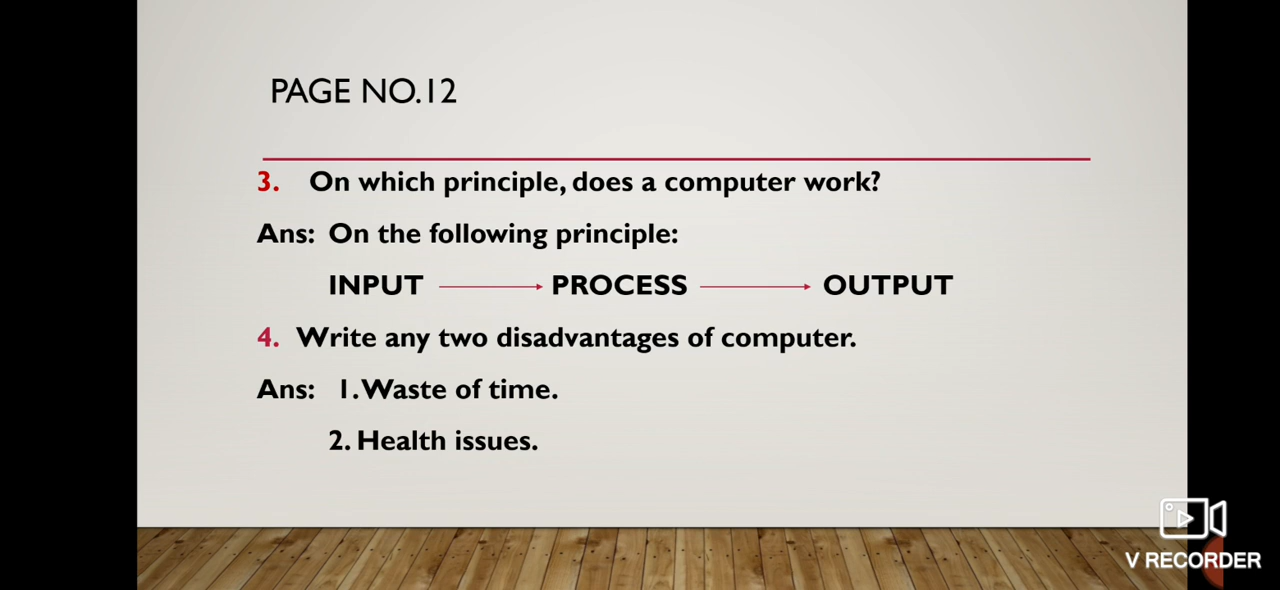 PAGE NO.12
3. On which principle, does a computer work?
Ans: On the following principle:
INPUT PROCESS OUTPUT
4. Write any two disadvantages of computer.
Ans: 1. Waste of time.
2. Health issues.
V RECORDER